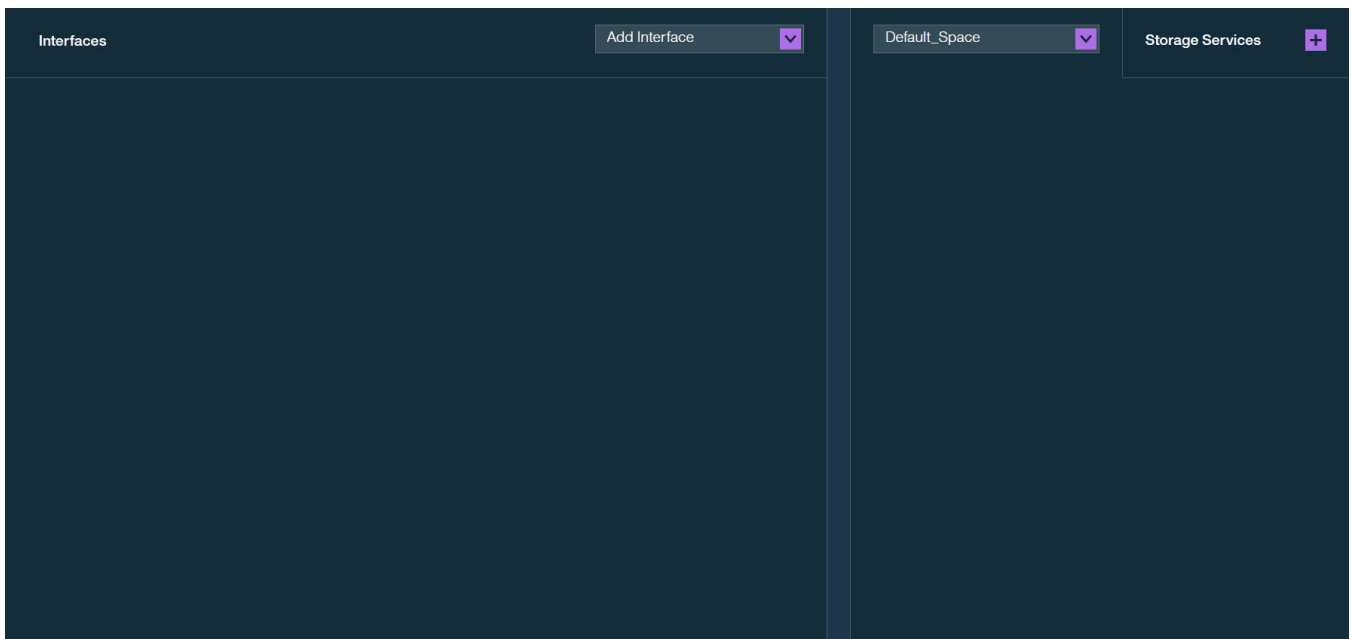 Interfaces
Add Interface
Default_Space
Storage Services